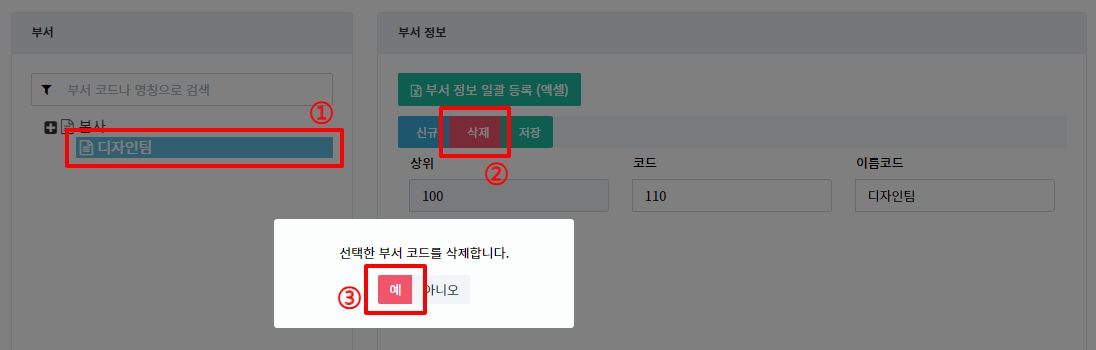 부서
부서 코드나 명칭으로 검색
①
본사
디자인팀
부서 정보
부서 정보 일괄 등록 (엑셀)
신규 삭제 저장
②
상위 코드 이름코드
100 110 디자인팀
선택한 부서 코드를 삭제합니다.
③ 예 아니오